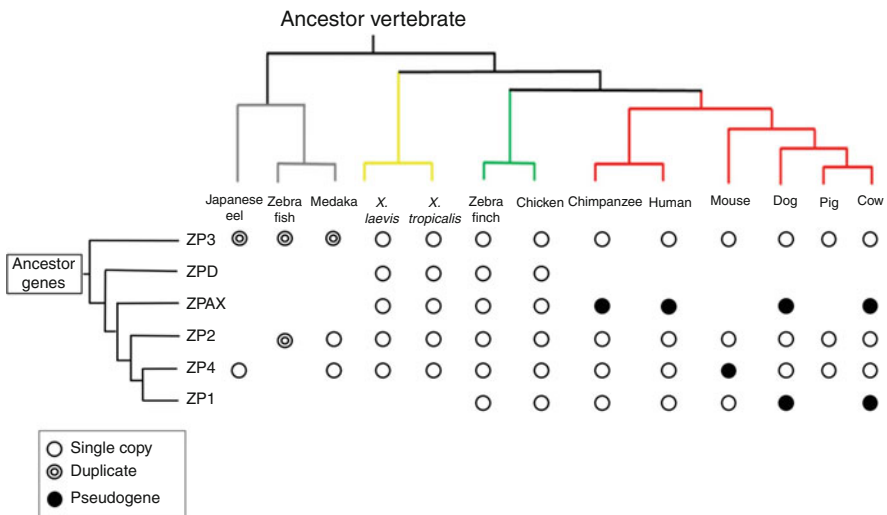 Ancestor vertebrate
Japanese eel
Zebra fish
Medaka
X. laevis
X. tropicalis
Zebra finch
Chicken
Chimpanzee
Human
Mouse
Dog
Pig
Cow
Ancestor genes
ZP3
ZPD
ZPAX
ZP2
ZP4
ZP1
Single copy
Duplicate
Pseudogene